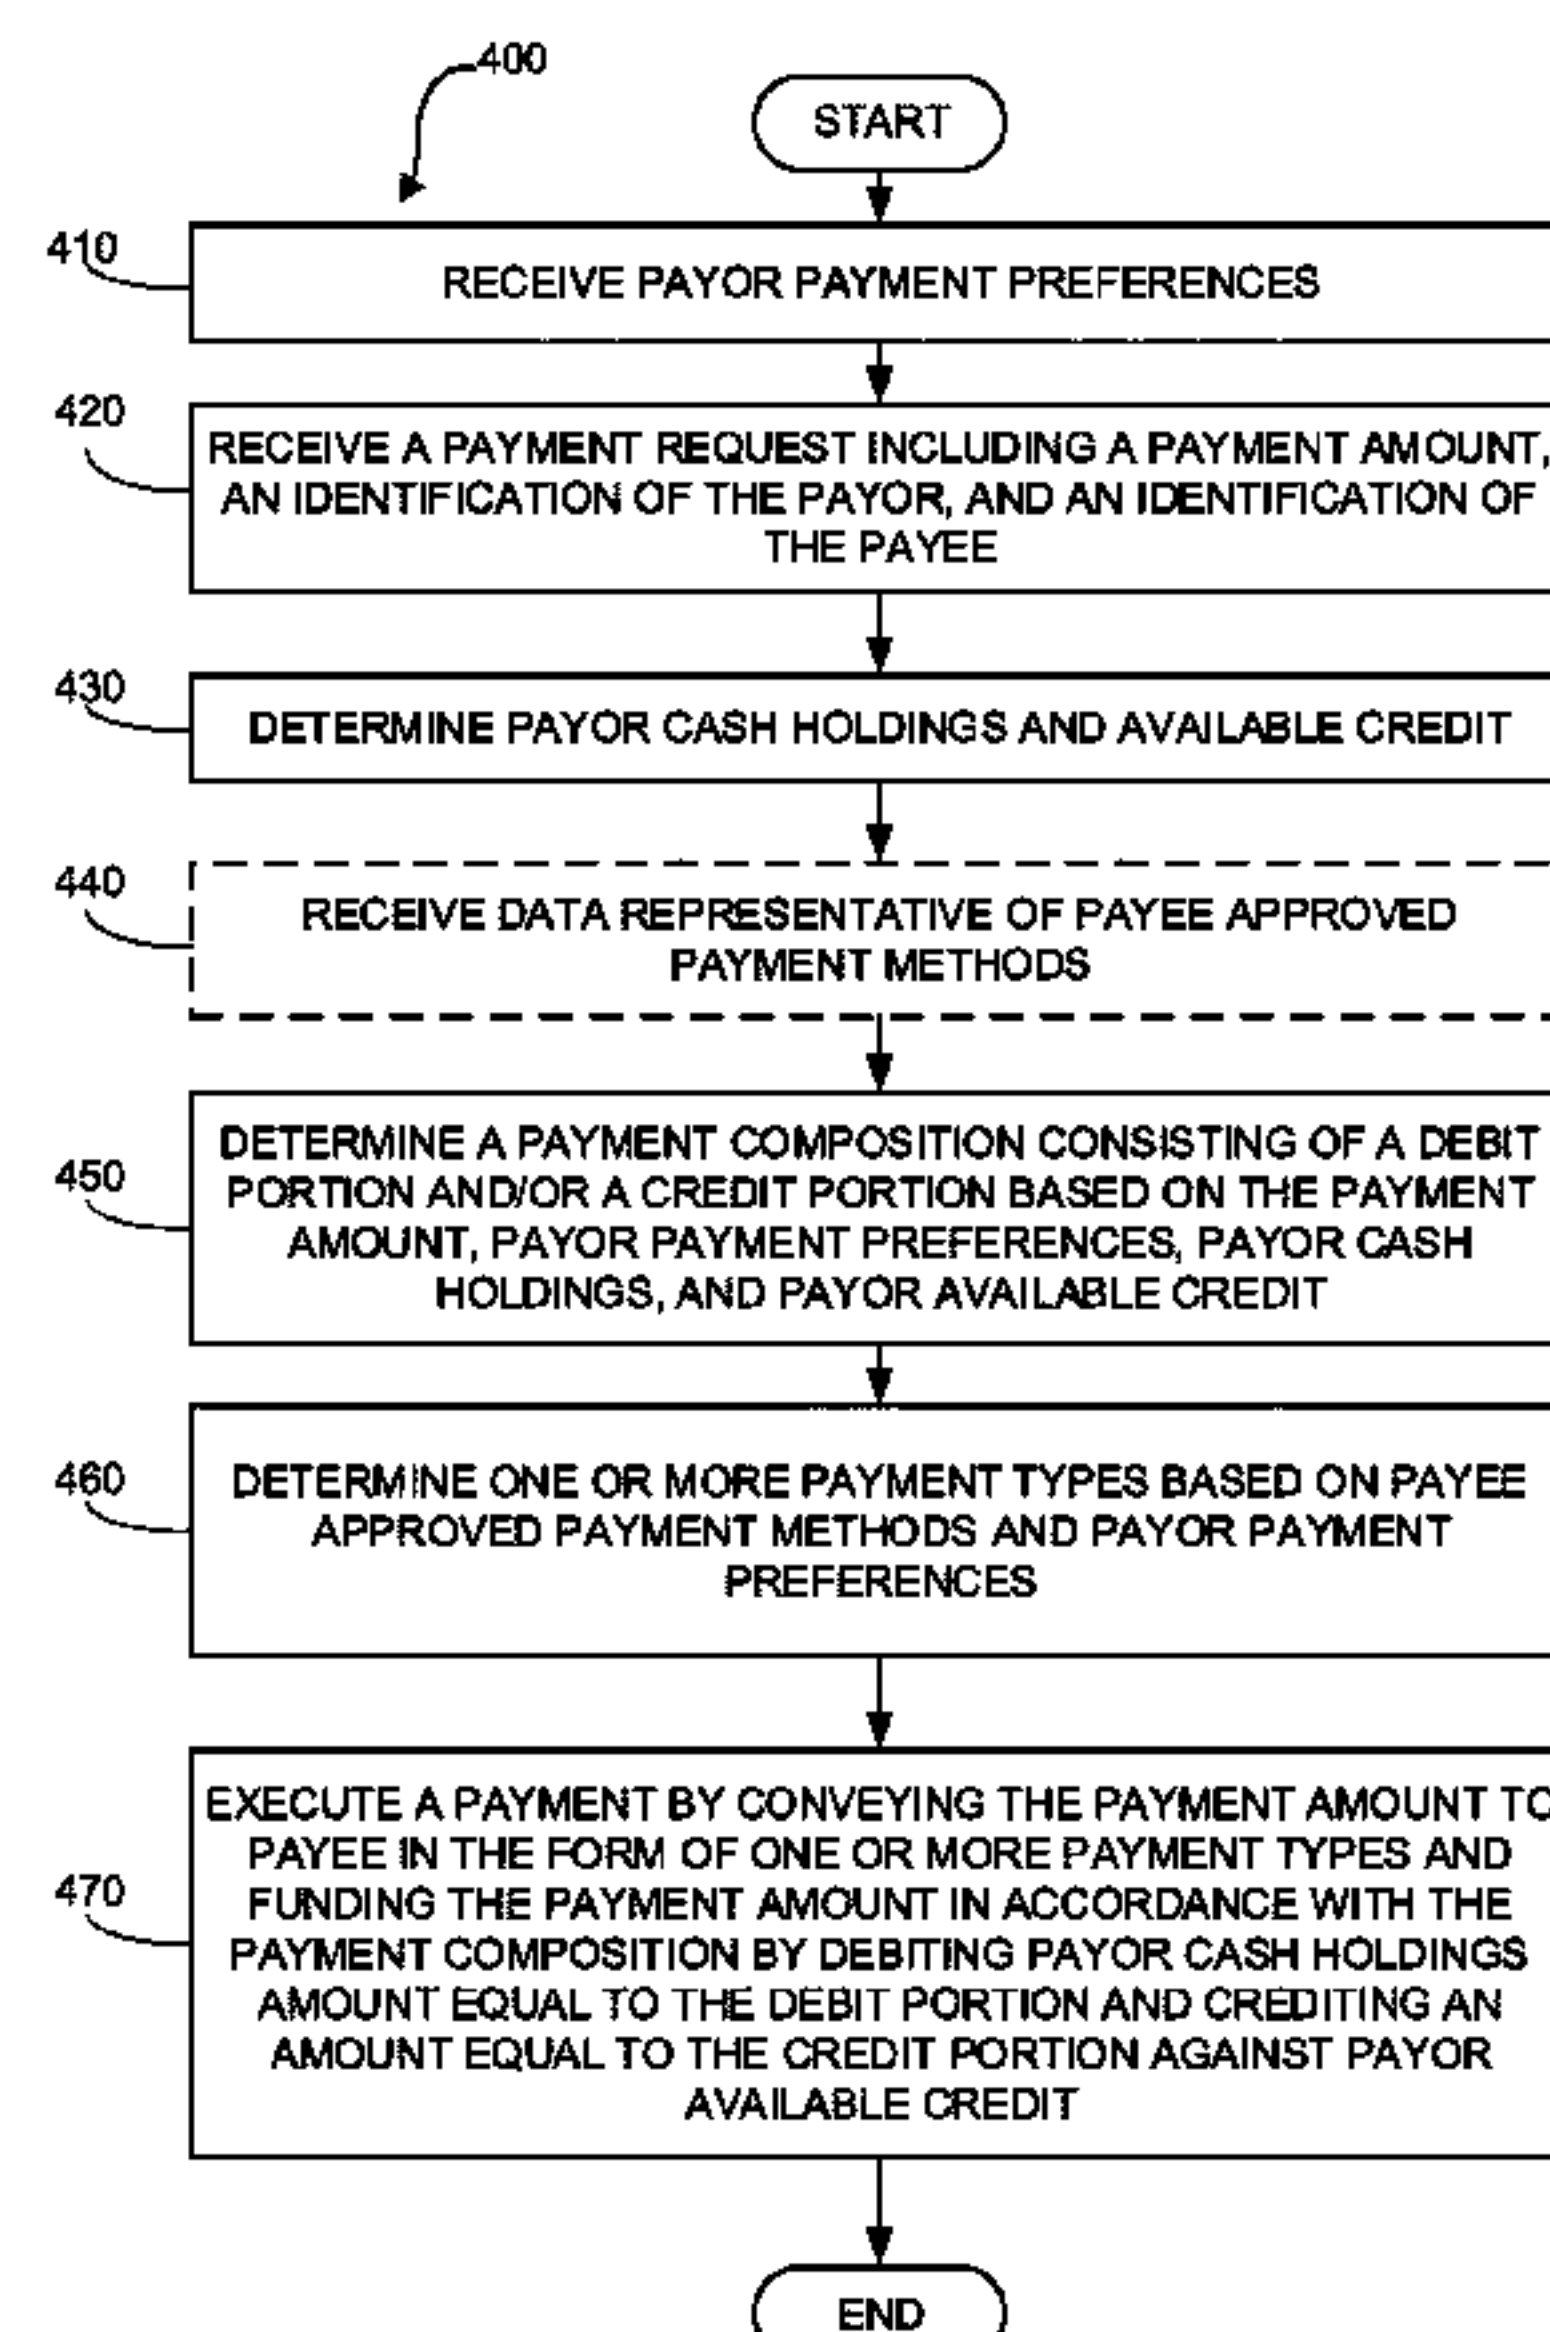 400
START
410
RECEIVE PAYOR PAYMENT PREFERENCES
420
RECEIVE A PAYMENT REQUEST INCLUDING A PAYMENT AMOUNT,
AN IDENTIFICATION OF THE PAYOR, AND AN IDENTIFICATION OF
THE PAYEE
430
DETERMINE PAYOR CASH HOLDINGS AND AVAILABLE CREDIT
440
RECEIVE DATA REPRESENTATIVE OF PAYEE APPROVED
PAYMENT METHODS
450
DETERMINE A PAYMENT COMPOSITION CONSISTING OF A DEBIT
PORTION AND/OR A CREDIT PORTION BASED ON THE PAYMENT
AMOUNT, PAYOR PAYMENT PREFERENCES, PAYOR CASH
HOLDINGS, AND PAYOR AVAILABLE CREDIT
460
DETERMINE ONE OR MORE PAYMENT TYPES BASED ON PAYEE
APPROVED PAYMENT METHODS AND PAYOR PAYMENT
PREFERENCES
470
EXECUTE A PAYMENT BY CONVEYING THE PAYMENT AMOUNT TO
PAYEE IN THE FORM OF ONE OR MORE PAYMENT TYPES AND
FUNDING THE PAYMENT AMOUNT IN ACCORDANCE WITH THE
PAYMENT COMPOSITION BY DEBITING PAYOR CASH HOLDINGS
AMOUNT EQUAL TO THE DEBIT PORTION AND CREDITING AN
AMOUNT EQUAL TO THE CREDIT PORTION AGAINST PAYOR
AVAILABLE CREDIT
END